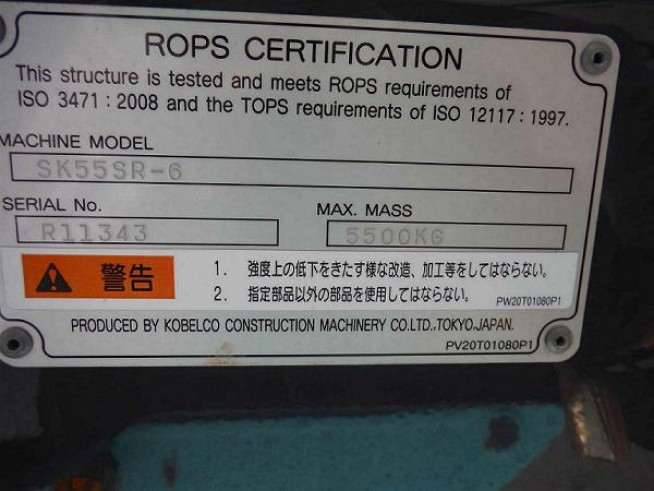 ROPS CERTIFICATION
This structure is tested and meets ROPS requirements of
ISO 3471 : 2008 and the TOPS requirements of ISO 12117 : 1997.
MACHINE MODEL
SK55SR-6
SERIAL No. MAX. MASS
R11343 5500KG
警告 1. 強度上の低下をきたす様な改造、加工等をしてはならない。
2. 指定部品以外の部品を使用してはならない。 PW20T01080P1
PRODUCED BY KOBELCO CONSTRUCTION MACHINERY CO.LTD.,TOKYO,JAPAN.
PV20T01080P1